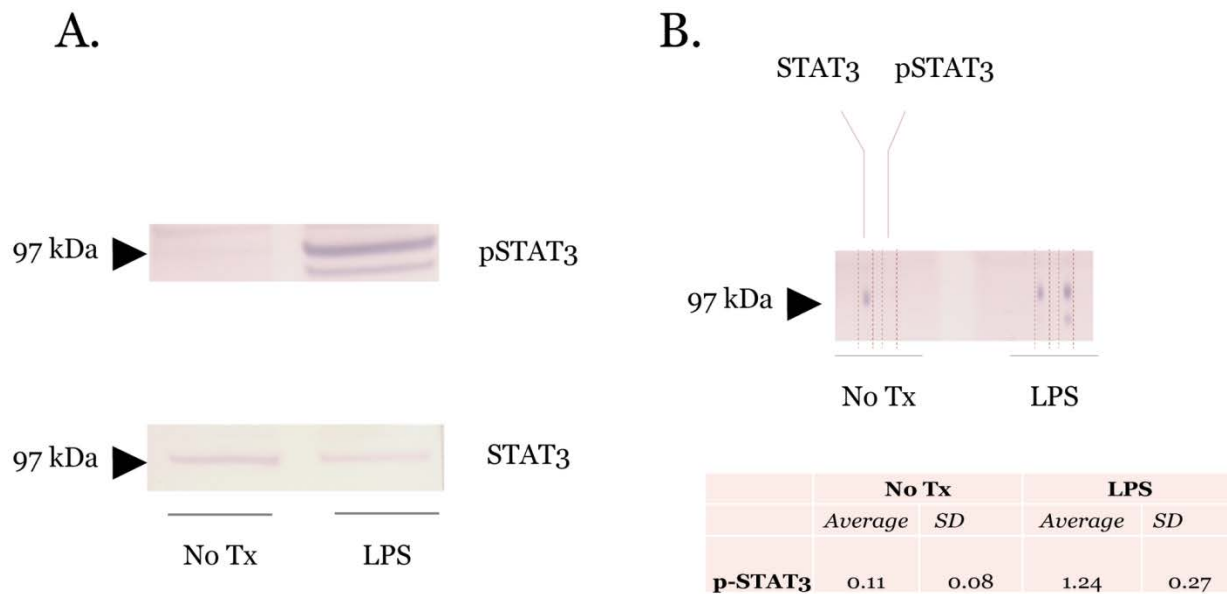 A.
97 kDa
pSTAT3
97 kDa
STAT3
No Tx
LPS
B.
STAT3 pSTAT3
97 kDa
No Tx
LPS
No Tx LPS
Average SD Average SD
p-STAT3 0.11 0.08 1.24 0.27